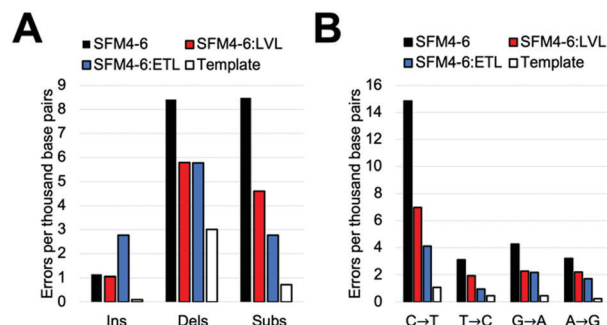 A
SFM4-6 SFM4-6:LVL
SFM4-6:ETL Template
Errors per thousand base pairs
9
8
7
6
5
4
3
2
1
0
Ins Dels Subs
B
SFM4-6 SFM4-6:LVL
SFM4-6:ETL Template
Errors per thousand base pairs
16
14
12
10
8
6
4
2
0
C→T T→C G→A A→G